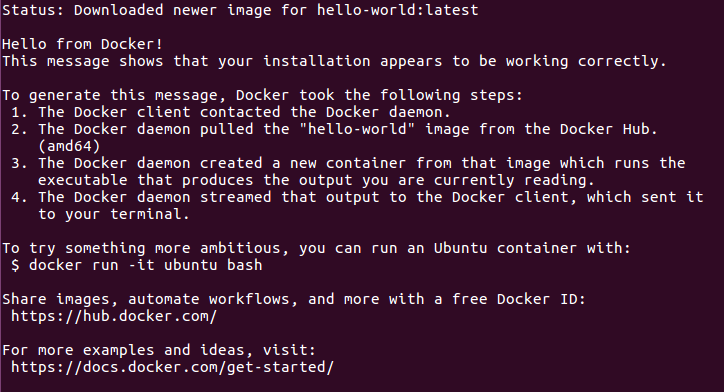 Status: Downloaded newer image for hello-world:latest

Hello from Docker!
This message shows that your installation appears to be working correctly.

To generate this message, Docker took the following steps:
 1. The Docker client contacted the Docker daemon.
 2. The Docker daemon pulled the "hello-world" image from the Docker Hub.
    (amd64)
 3. The Docker daemon created a new container from that image which runs the
    executable that produces the output you are currently reading.
 4. The Docker daemon streamed that output to the Docker client, which sent it
    to your terminal.

To try something more ambitious, you can run an Ubuntu container with:
 $ docker run -it ubuntu bash

Share images, automate workflows, and more with a free Docker ID:
 https://hub.docker.com/

For more examples and ideas, visit:
 https://docs.docker.com/get-started/